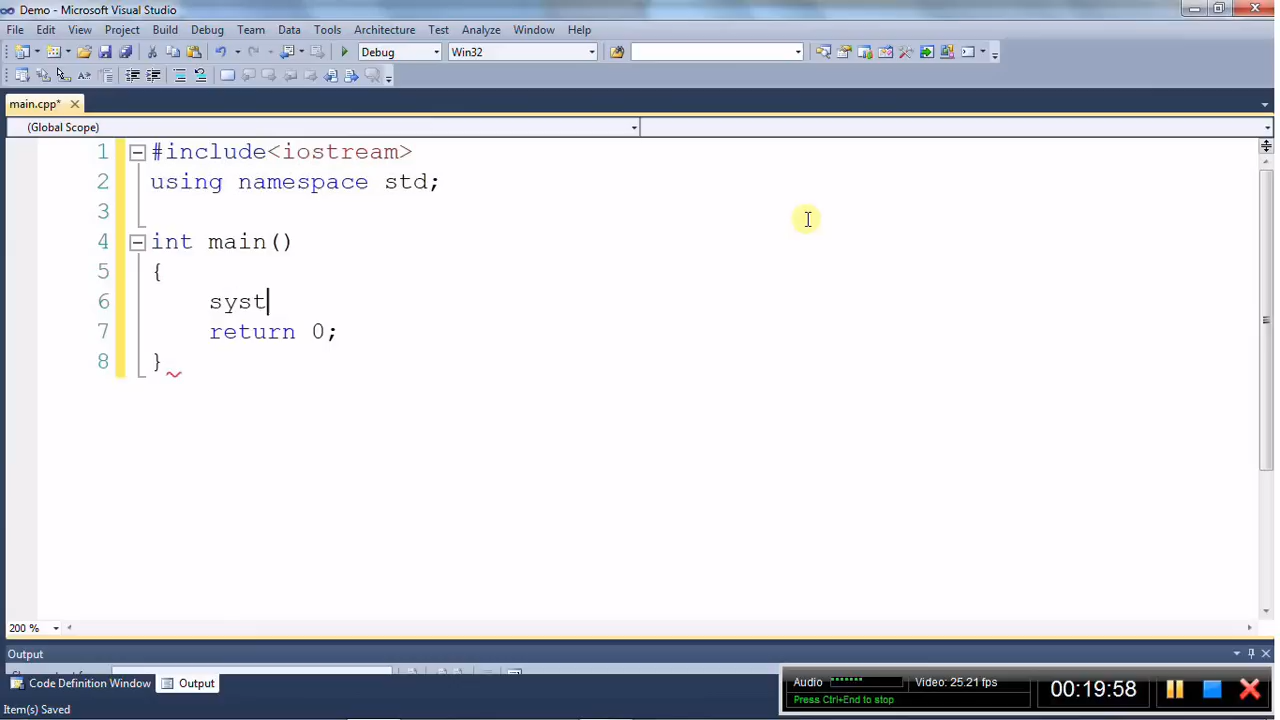 Demo - Microsoft Visual Studio
File Edit View Project Build Debug Team Data Tools Architecture Test Analyze Window Help
Debug Win32
main.cpp*
(Global Scope)
1 #include<iostream>
2 using namespace std;
3
4 int main()
5 {
6 syst
7 return 0;
8 }
200 %
Output
Code Definition Window Output
Item(s) Saved
Audio Video: 25.21 fps
Press Ctrl+End to stop
00:19:58